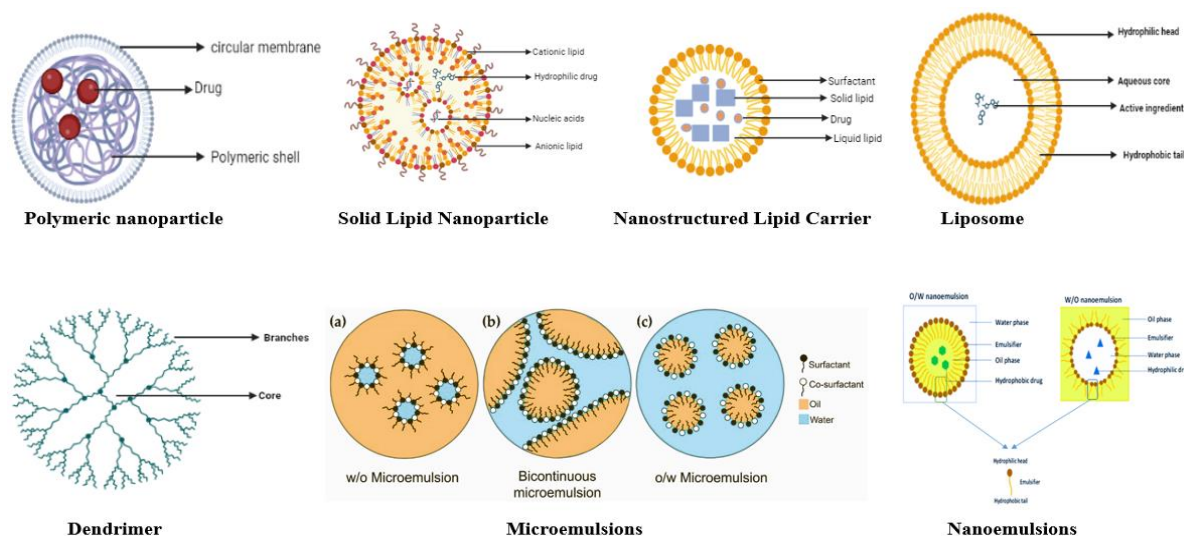 circular membrane
Drug
Polymeric shell
Polymeric nanoparticle
Cationic lipid
Hydrophilic drug
Nucleic acids
Anionic lipid
Solid Lipid Nanoparticle
Surfactant
Solid lipid
Drug
Liquid lipid
Nanostructured Lipid Carrier
Hydrophilic head
Aqueous core
Active ingredient
Hydrophobic tail
Liposome
Branches
Core
Dendrimer
(a)
(b)
(c)
Surfactant
Co-surfactant
Oil
Water
w/o Microemulsion
Bicontinuous
microemulsion
o/w Microemulsion
Microemulsions
O/W nanoemulsion
Water phase
Emulsifier
Oil phase
Hydrophobic drug
W/O nanoemulsion
Oil phase
Emulsifier
Water phase
Hydrophilic dr
Hydrophilic head
Emulsifier
Hydrophobic tail
Nanoemulsions